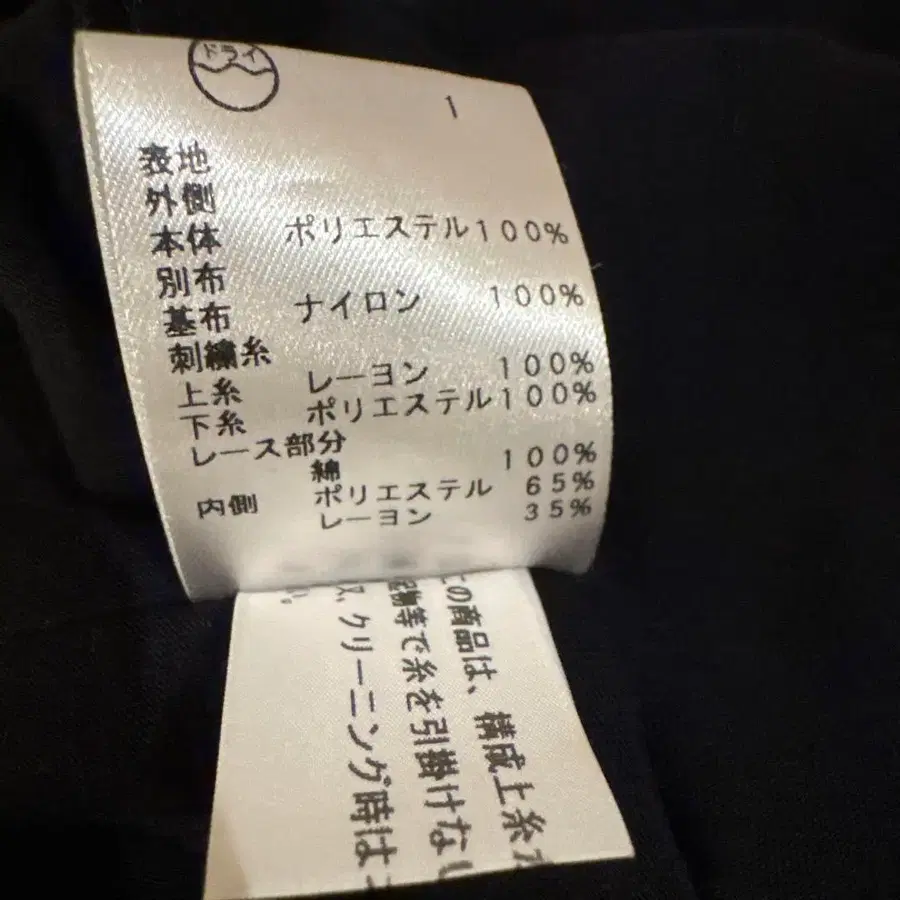 ドライ
1
表地
外側
本体 ポリエステル100%
別布
基布 ナイロン 100%
刺繍糸
上糸 レーヨン 100%
下糸 ポリエステル100%
レース部分
綿 100%
内側 ポリエステル 65%
レーヨン 35%
この商品は、構成上糸が
物等で糸を引掛けない
クリーニング時は